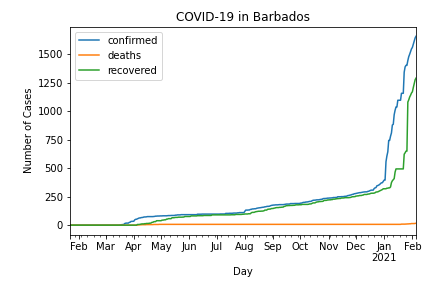 COVID-19 in Barbados
confirmed
deaths
recovered
Number of Cases
1500
1250
1000
750
500
250
0
Feb Mar Apr May Jun Jul Aug Sep Oct Nov Dec Jan Feb
2021
Day